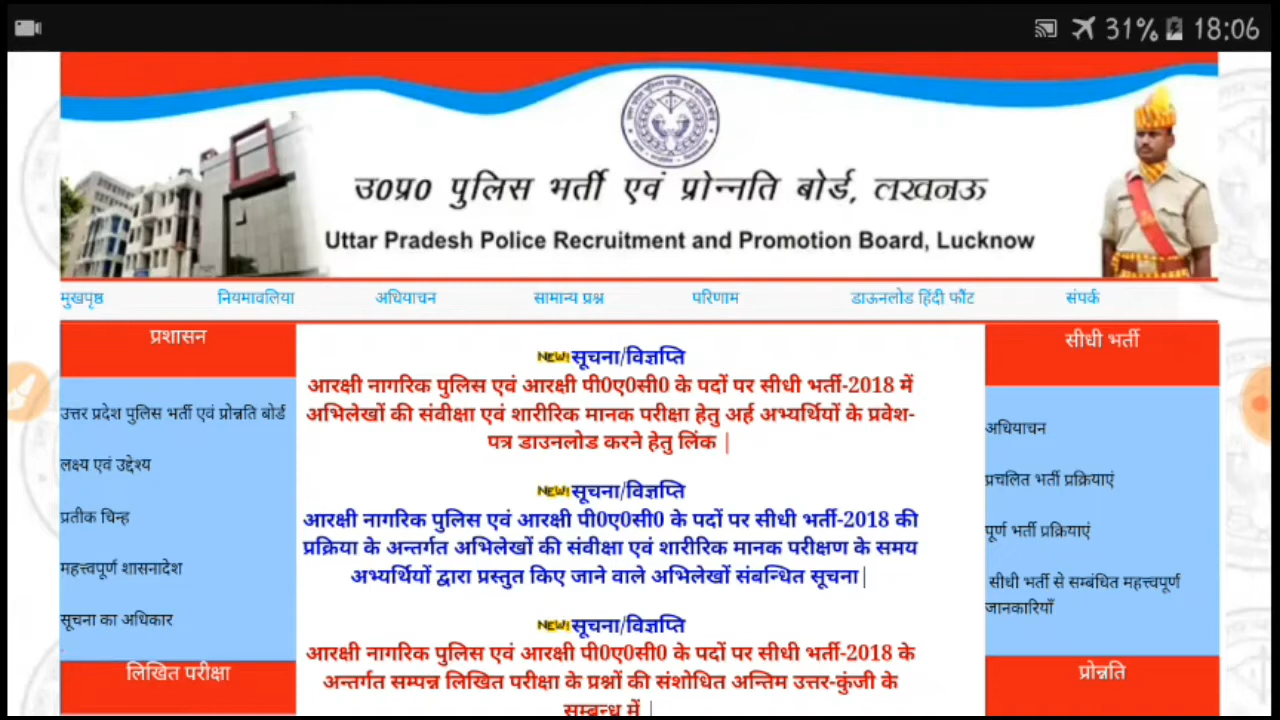 31% 18:06
उ0प्र0 पुलिस भर्ती एवं प्रोन्नति बोर्ड, लखनऊ
Uttar Pradesh Police Recruitment and Promotion Board, Lucknow
मुखपृष्ठ नियमावलिया अधियाचन सामान्य प्रश्न परिणाम डाऊनलोड हिंदी फौंट संपर्क
प्रशासन
उत्तर प्रदेश पुलिस भर्ती एवं प्रोन्नति बोर्ड
लक्ष्य एवं उद्देश्य
प्रतीक चिन्ह
महत्त्वपूर्ण शासनादेश
सूचना का अधिकार
लिखित परीक्षा
NEW! सूचना/विज्ञप्ति
आरक्षी नागरिक पुलिस एवं आरक्षी पी0ए0सी0 के पदों पर सीधी भर्ती-2018 में
अभिलेखों की संवीक्षा एवं शारीरिक मानक परीक्षा हेतु अर्ह अभ्यर्थियों के प्रवेश-
पत्र डाउनलोड करने हेतु लिंक |
NEW! सूचना/विज्ञप्ति
आरक्षी नागरिक पुलिस एवं आरक्षी पी0ए0सी0 के पदों पर सीधी भर्ती-2018 की
प्रक्रिया के अन्तर्गत अभिलेखों की संवीक्षा एवं शारीरिक मानक परीक्षण के समय
अभ्यर्थियों द्वारा प्रस्तुत किए जाने वाले अभिलेखों संबन्धित सूचना|
NEW! सूचना/विज्ञप्ति
आरक्षी नागरिक पुलिस एवं आरक्षी पी0ए0सी0 के पदों पर सीधी भर्ती-2018 के
अन्तर्गत सम्पन्न लिखित परीक्षा के प्रश्नों की संशोधित अन्तिम उत्तर-कुंजी के
सम्बन्ध में |
सीधी भर्ती
अधियाचन
प्रचलित भर्ती प्रक्रियाएं
पूर्ण भर्ती प्रक्रियाएं
सीधी भर्ती से सम्बंधित महत्त्वपूर्ण
जानकारियाँ
प्रोन्नति